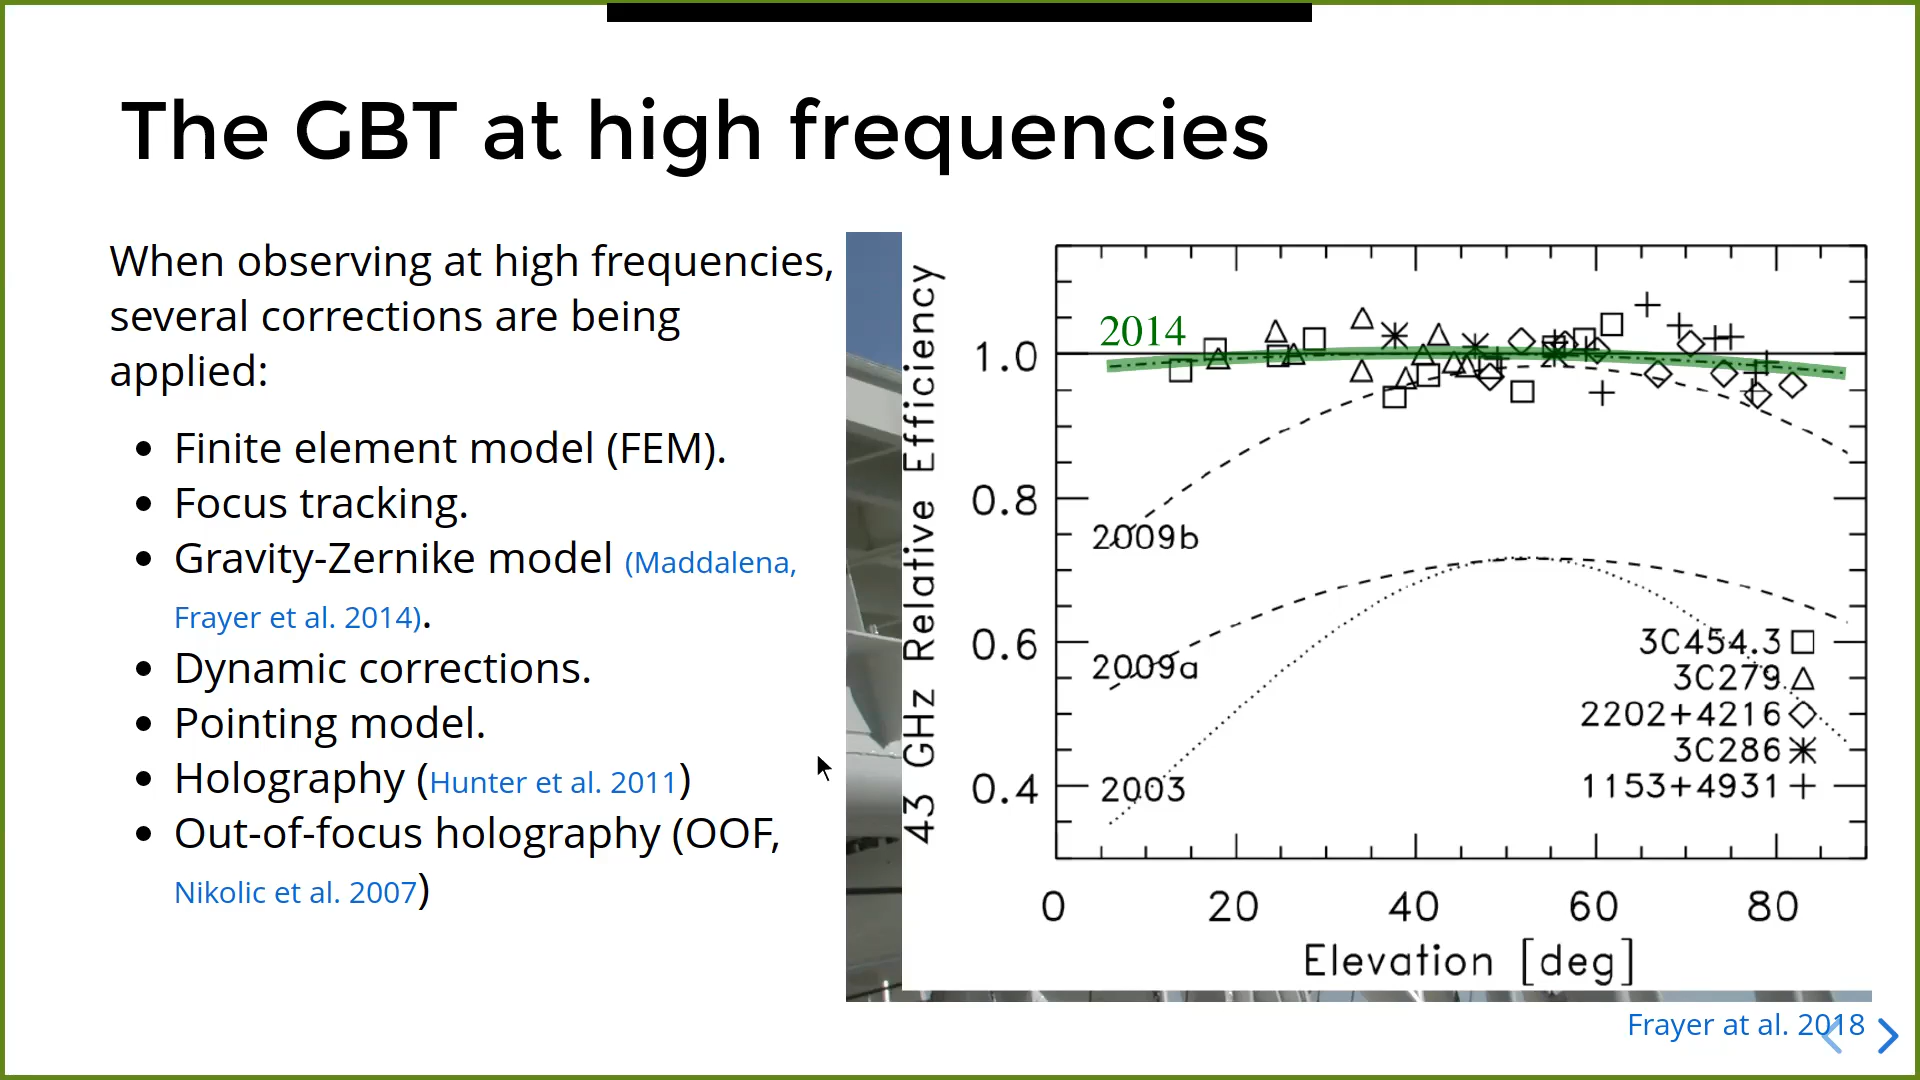 The GBT at high frequencies
When observing at high frequencies,
several corrections are being
applied:
Finite element model (FEM).
Focus tracking.
Gravity-Zernike model (Maddalena,
Frayer et al. 2014).
Dynamic corrections.
Pointing model.
Holography (Hunter et al. 2011)
Out-of-focus holography (OOF,
Nikolic et al. 2007)
43 GHz Relative Efficiency
1.0
0.8
0.6
0.4
2014
2009b
2009a
2003
3C454.3
3C279
2202+4216
3C286
1153+4931
0 20 40 60 80
Elevation [deg]
Frayer at al. 2018